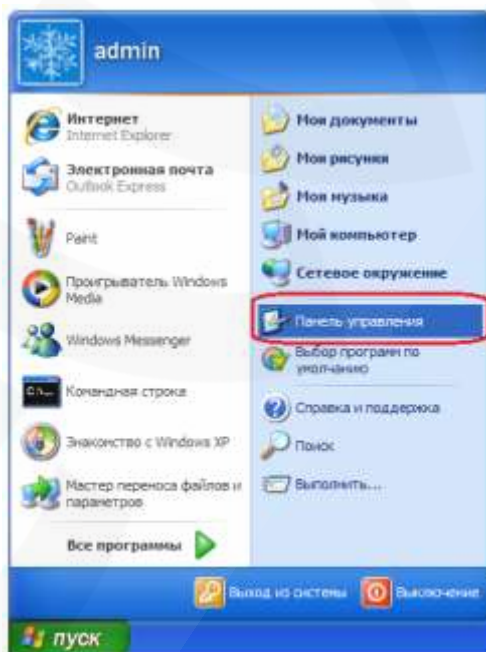 admin
Интернет
Internet Explorer
Электронная почта
Outlook Express
Paint
Проигрыватель Windows
Media
Windows Messenger
Командная строка
Знакомство с Windows XP
Мастер переноса файлов и
параметров
Все программы
Мои документы
Мои рисунки
Моя музыка
Мой компьютер
Сетевое окружение
Панель управления
Выбор программ по
умолчанию
Справка и поддержка
Поиск
Выполнить...
Выход из системы
Выключение
пуск